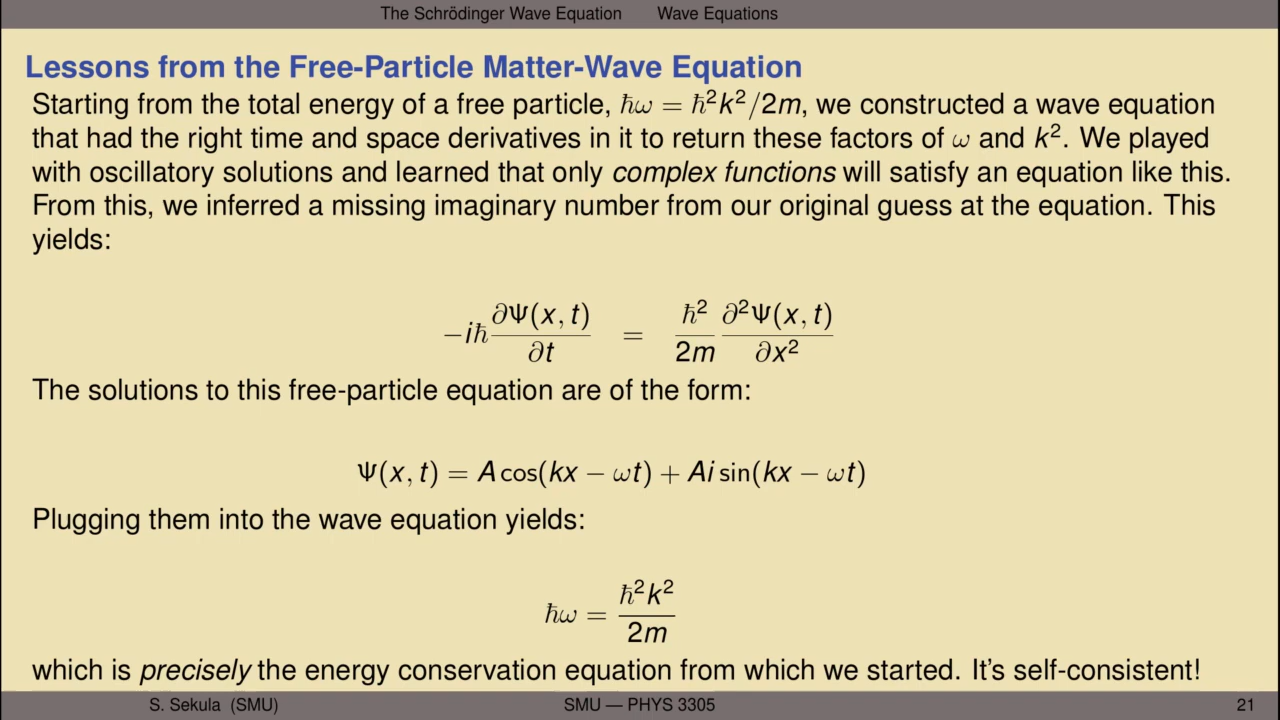 The Schrödinger Wave Equation Wave Equations
Lessons from the Free-Particle Matter-Wave Equation
Starting from the total energy of a free particle, ℏω = ℏ²k²/2m, we constructed a wave equation
that had the right time and space derivatives in it to return these factors of ω and k². We played
with oscillatory solutions and learned that only complex functions will satisfy an equation like this.
From this, we inferred a missing imaginary number from our original guess at the equation. This
yields:
−iℏ ∂Ψ(x, t)/∂t = ℏ²/2m ∂²Ψ(x, t)/∂x²
The solutions to this free-particle equation are of the form:
Ψ(x, t) = A cos(kx − ωt) + Ai sin(kx − ωt)
Plugging them into the wave equation yields:
ℏω = ℏ²k²/2m
which is precisely the energy conservation equation from which we started. It's self-consistent!
S. Sekula (SMU) SMU — PHYS 3305 21